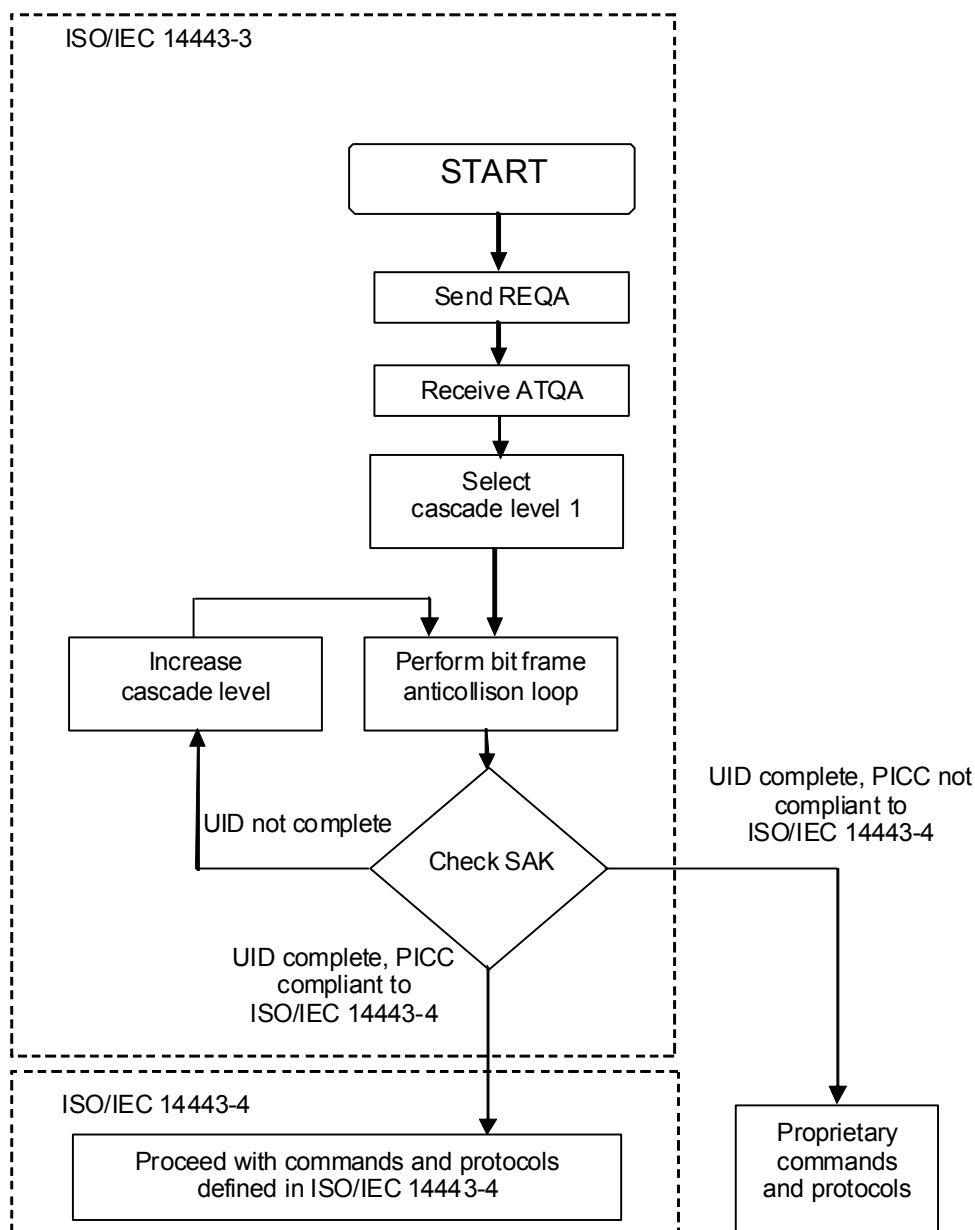 ISO/IEC 14443-3
START
Send REQA
Receive ATQA
Select
cascade level 1
Increase
cascade level
Perform bit frame
anticollison loop
UID not complete
Check SAK
UID complete, PICC not
compliant to
ISO/IEC 14443-4
UID complete, PICC
compliant to
ISO/IEC 14443-4
ISO/IEC 14443-4
Proceed with commands and protocols
defined in ISO/IEC 14443-4
Proprietary
commands
and protocols